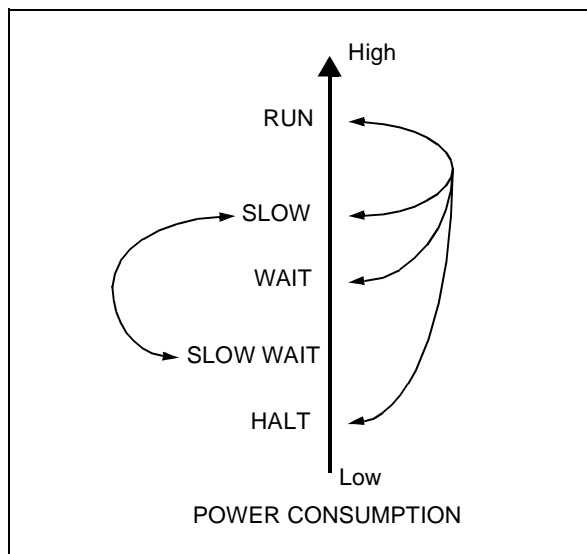 High
RUN
SLOW
WAIT
SLOW WAIT
HALT
Low
POWER CONSUMPTION